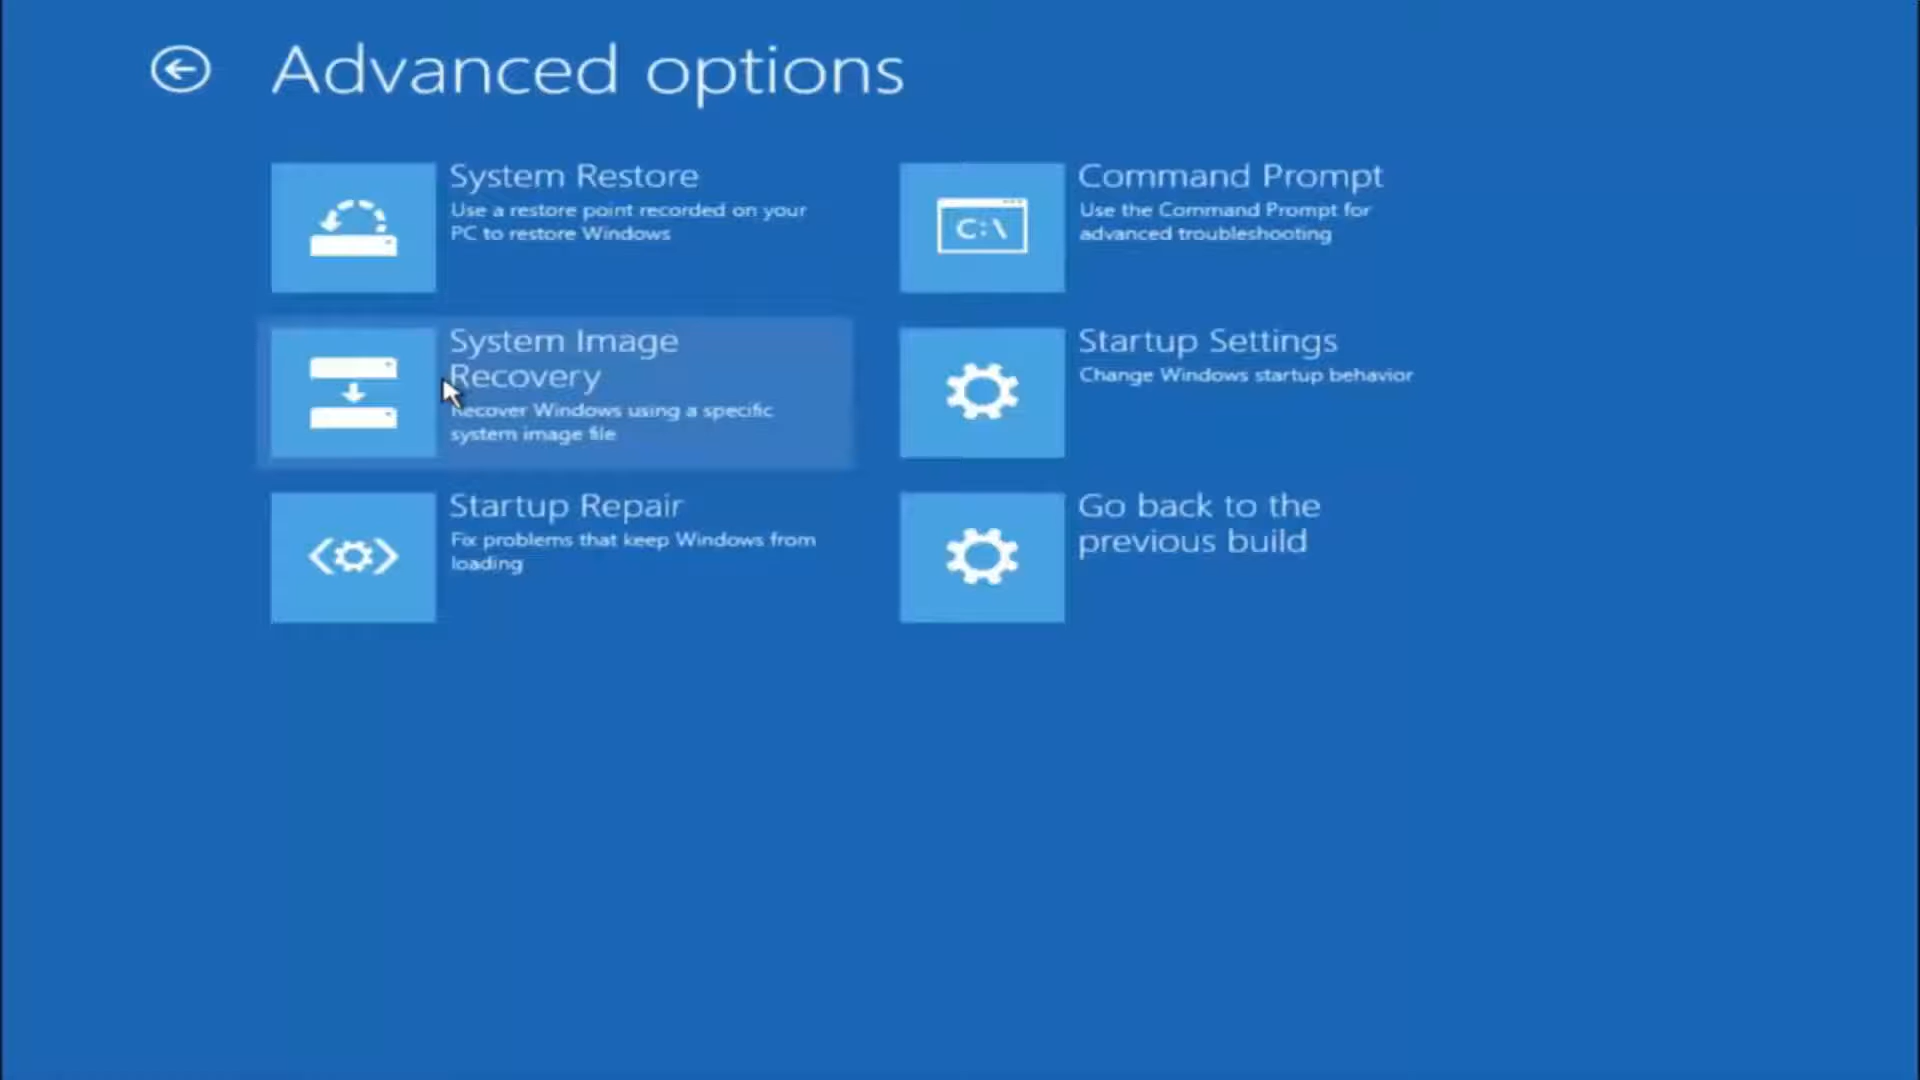 Advanced options
System Restore
Use a restore point recorded on your
PC to restore Windows
System Image
Recovery
Recover Windows using a specific
system image file
Startup Repair
Fix problems that keep Windows from
loading
Command Prompt
C:\
Use the Command Prompt for
advanced troubleshooting
Startup Settings
Change Windows startup behavior
Go back to the
previous build